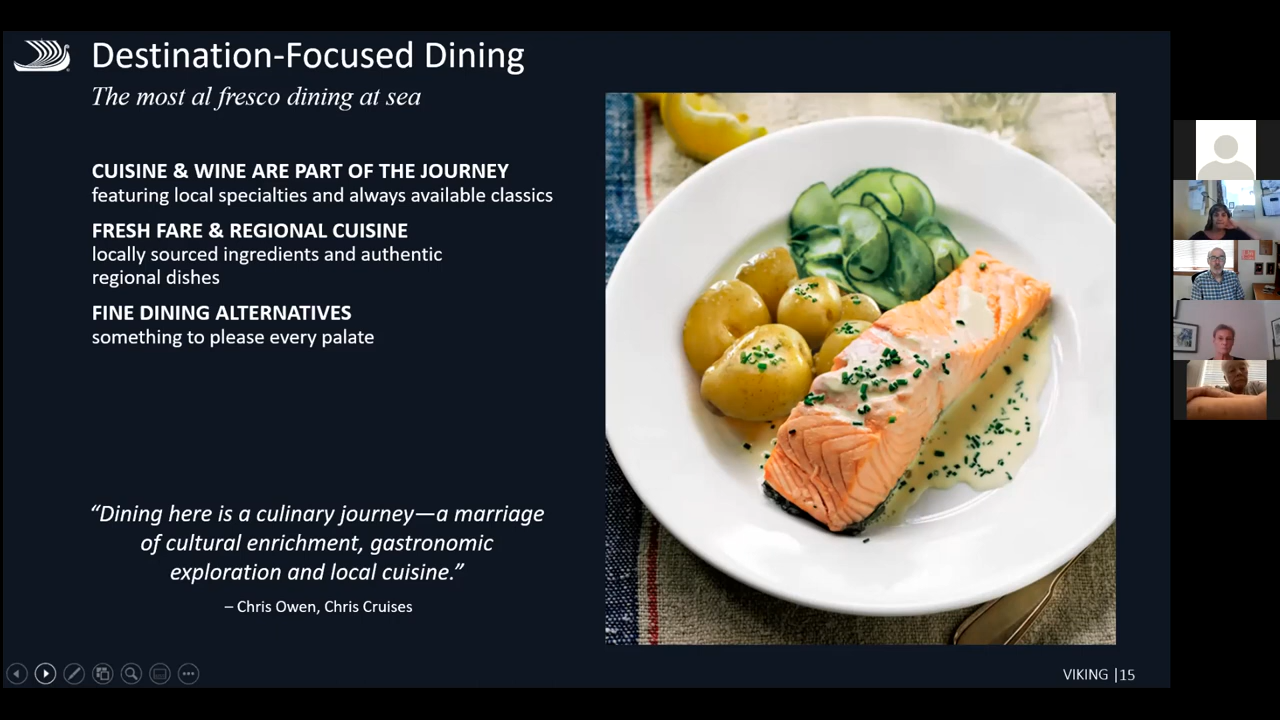 Destination-Focused Dining
The most al fresco dining at sea
CUISINE & WINE ARE PART OF THE JOURNEY
featuring local specialties and always available classics
FRESH FARE & REGIONAL CUISINE
locally sourced ingredients and authentic
regional dishes
FINE DINING ALTERNATIVES
something to please every palate
“Dining here is a culinary journey—a marriage
of cultural enrichment, gastronomic
exploration and local cuisine.”
– Chris Owen, Chris Cruises
VIKING |15